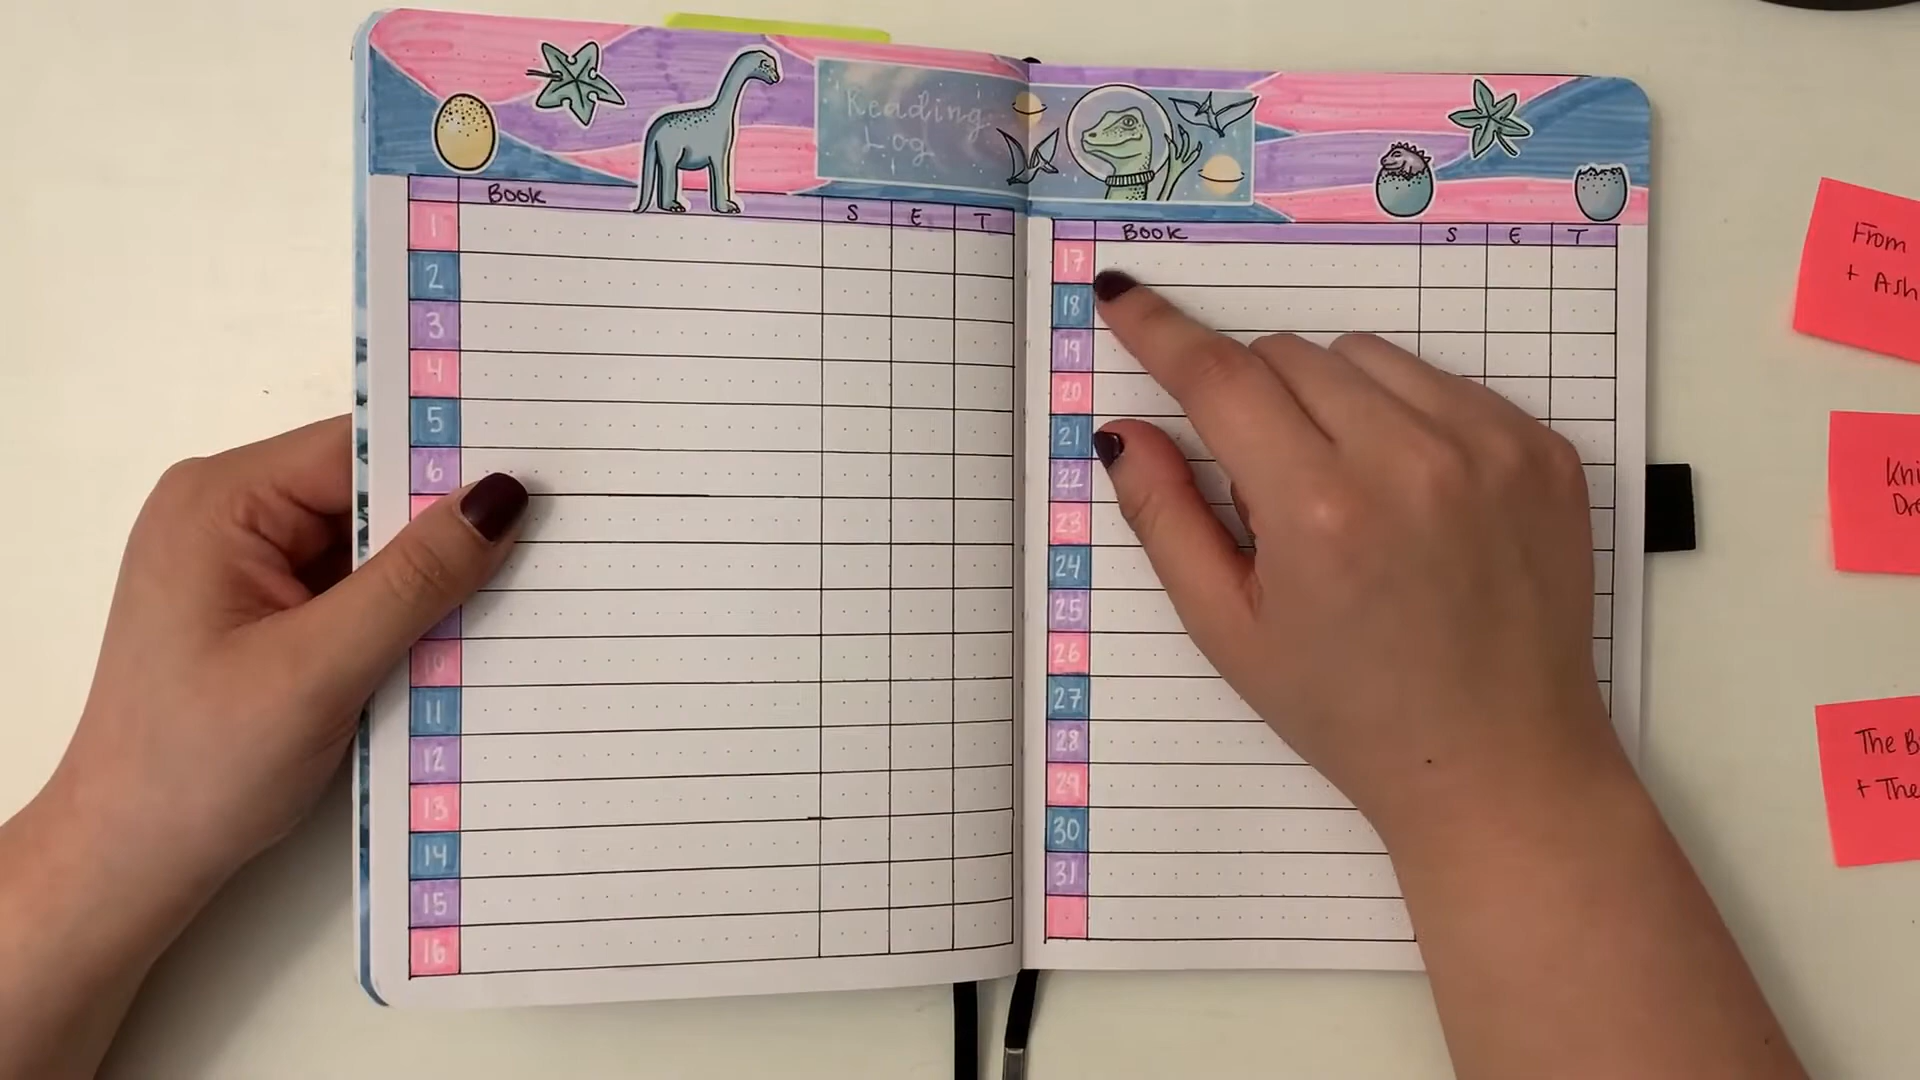 Reading
Log
Book S E T
1
2
3
4
5
6
10
11
12
13
14
15
16
Book S E T
17
18
19
20
21
22
23
24
25
26
27
28
29
30
31
From
+ Ash
Kni
Dre
The B
+ The